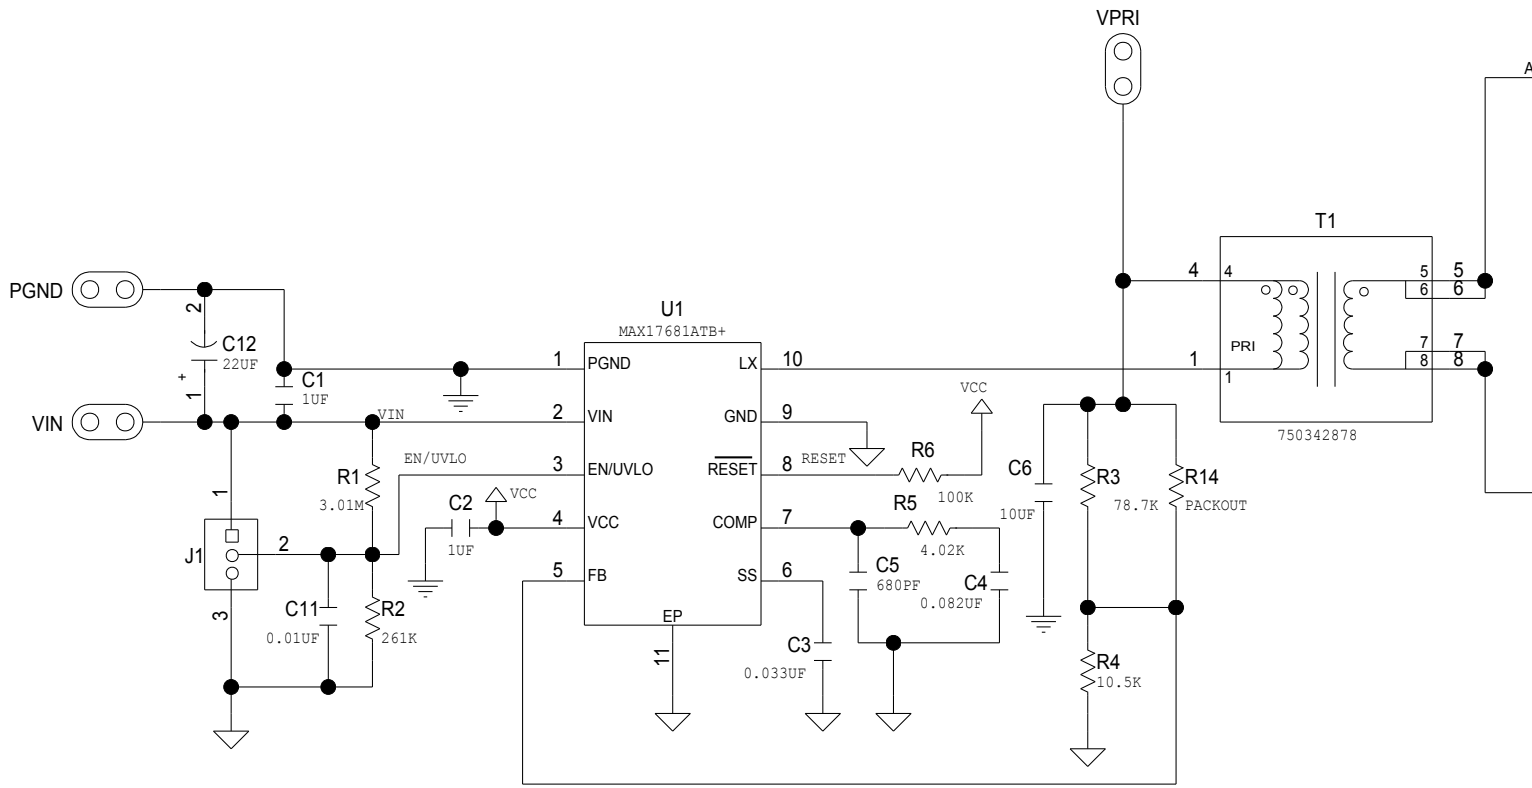 VPRI
A
T1
4
4
5
5
6
6
PRI
7
7
8
8
1
1
750342878
PGND
2
C12
22UF
+
1
C1
1UF
VIN
VIN
U1
MAX17681ATB+
1
PGND
LX
10
2
VIN
GND
9
3
EN/UVLO
RESET
8
4
VCC
COMP
7
5
FB
SS
6
EP
11
EN/UVLO
R1
3.01M
VCC
C2
1UF
1
J1
2
3
C11
0.01UF
R2
261K
VCC
RESET
R6
100K
R5
4.02K
C5
680PF
C4
0.082UF
C3
0.033UF
C6
10UF
R3
78.7K
R14
PACKOUT
R4
10.5K